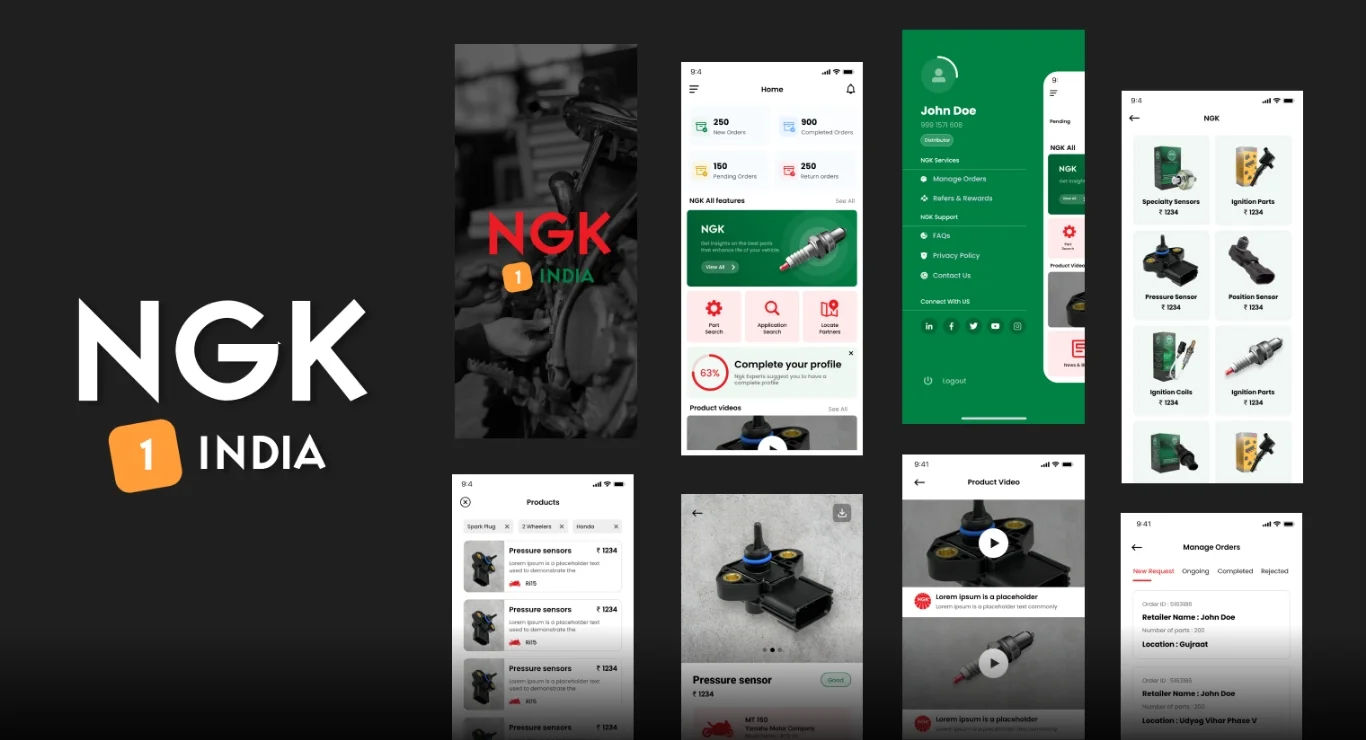 NGK
1 INDIA
NGK
1 INDIA
9:4
Home
250
New Orders
900
Completed Orders
150
Pending Orders
250
Return orders
NGK All features
See All
NGK
Get insights on the best parts
that enhance life of your vehicle.
View All
Part
Search
Application
Search
Locate
Partners
63%
Complete your profile
Ngk Experts suggest you to have a
complete profile
Product videos
See All
John Doe
999 1571 608
Distributor
NGK Services
Manage Orders
Refers & Rewards
NGK Support
FAQs
Privacy Policy
Contact Us
Connect With US
Logout
9:
Pending
NGK All
NGK
Get insights
View All
Part
Search
Product Video
News &
9:4
NGK
Specialty Sensors
₹ 1234
Ignition Parts
₹ 1234
Pressure Sensor
₹ 1234
Position Sensor
₹ 1234
Ignition Coils
₹ 1234
Ignition Parts
₹ 1234
9:4
Products
Spark Plug
2 Wheelers
Honda
Pressure sensors
₹ 1234
Lorem Ipsum is a placeholder text
used to demonstrate the
R15
Pressure sensors
₹ 1234
Lorem Ipsum is a placeholder text
used to demonstrate the
R15
Pressure sensors
₹ 1234
Lorem Ipsum is a placeholder text
used to demonstrate the
R15
Pressure sensors
₹ 1234
Pressure sensor
Good
₹ 1234
MT 150
Yamaha Motor Company
9:41
Product Video
NGK
Lorem ipsum is a placeholder
Lorem ipsum is a placeholder text commonly
Lorem ipsum is a placeholder
Lorem ipsum is a placeholder text commonly
9:41
Manage Orders
New Request
Ongoing
Completed
Rejected
Order ID : 5163186
Retailer Name : John Doe
Number of parts : 200
Location : Gujraat
Order ID : 5163186
Retailer Name : John Doe
Number of parts : 200
Location : Udyog Vihar Phase V